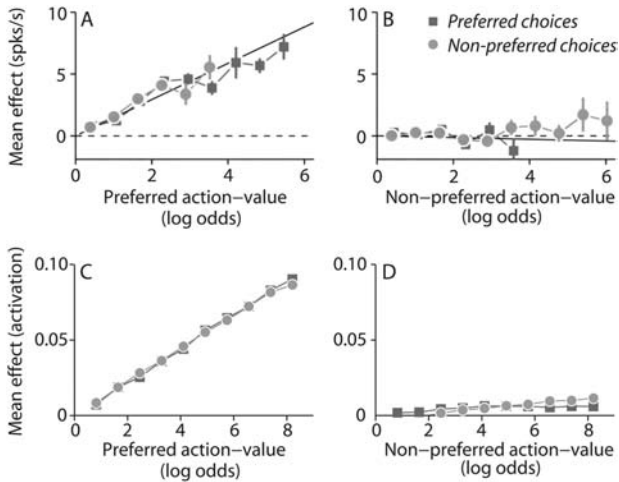 A
B
Preferred choices
Non-preferred choices
Mean effect (spks/s)
10
5
0
0 2 4 6
0 2 4 6
Preferred action-value
(log odds)
Non-preferred action-value
(log odds)
C
D
Mean effect (activation)
0.10
0.05
0
0.10
0.05
0
0 2 4 6 8
0 2 4 6 8
Preferred action-value
(log odds)
Non-preferred action-value
(log odds)